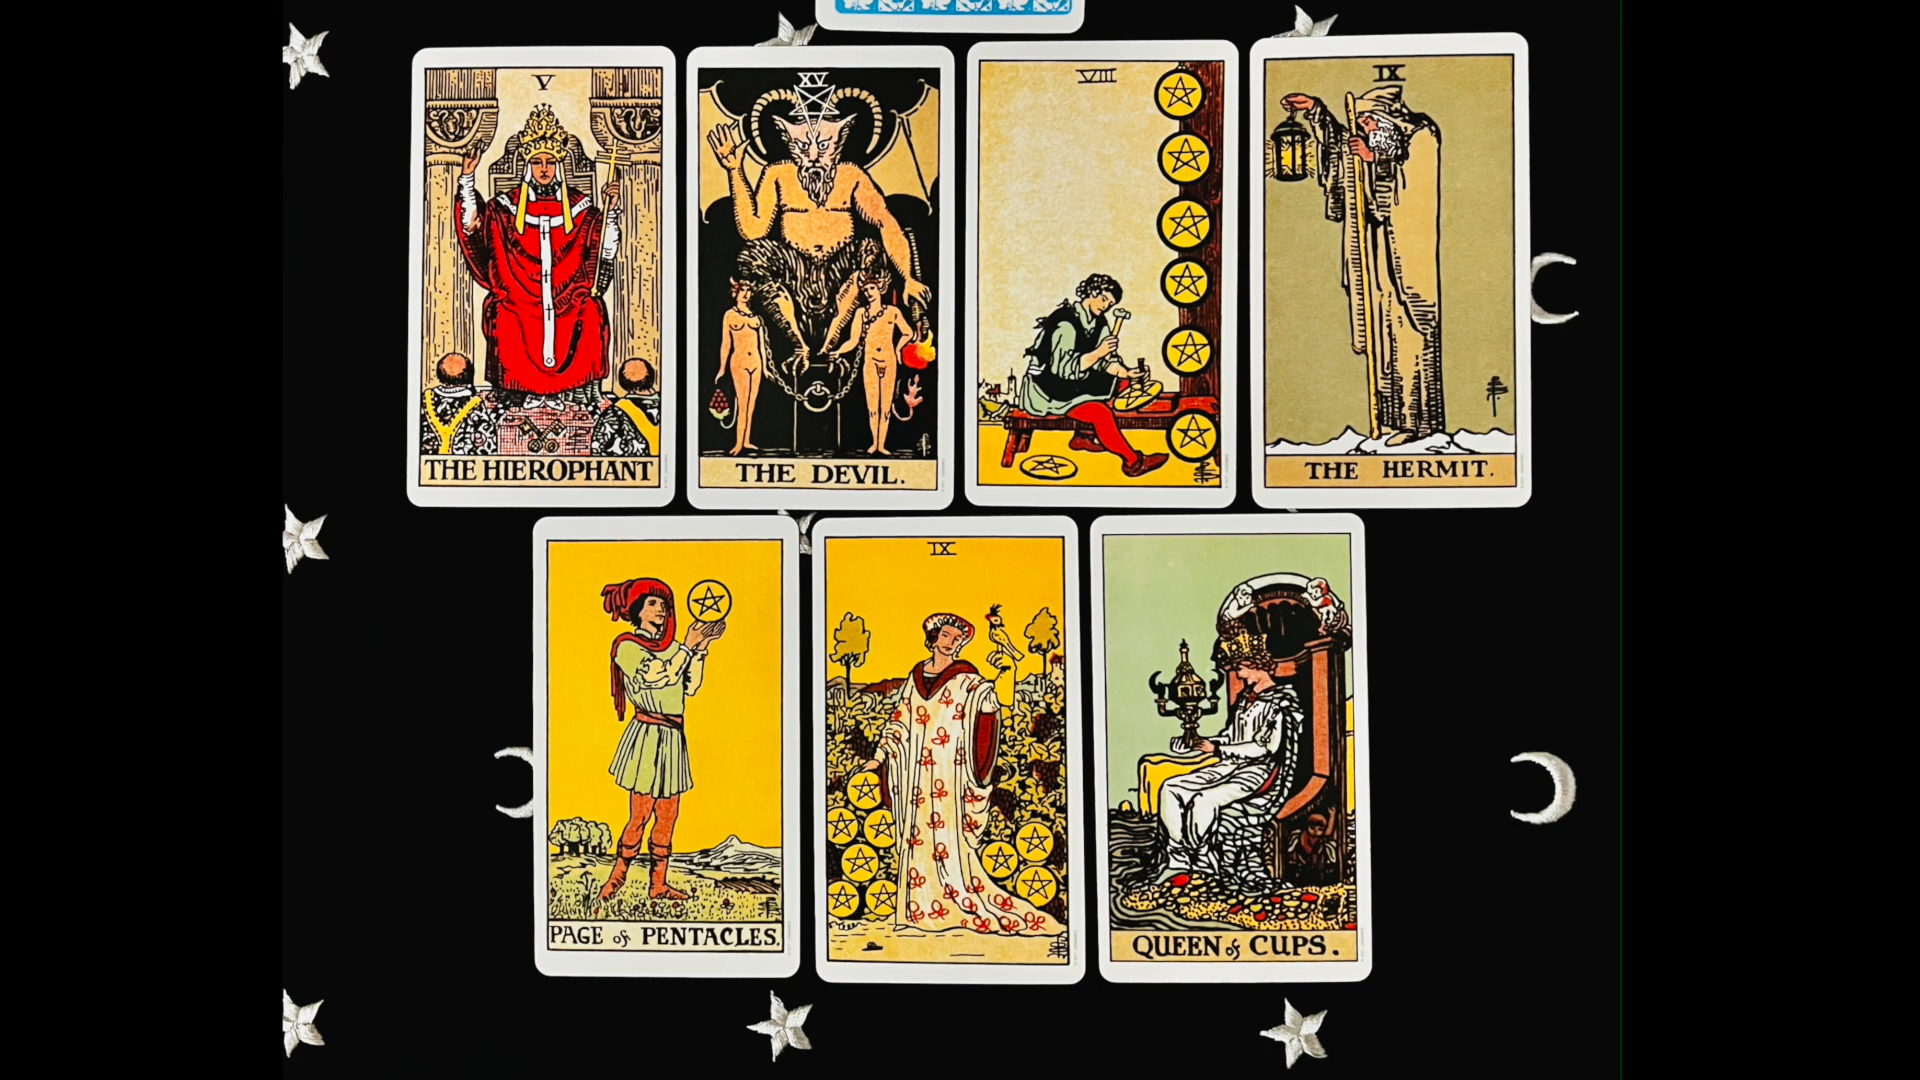 V
XV
VIII
IX
THE HIEROPHANT
THE DEVIL.
THE HERMIT.
IX
PAGE of PENTACLES.
QUEEN of CUPS.